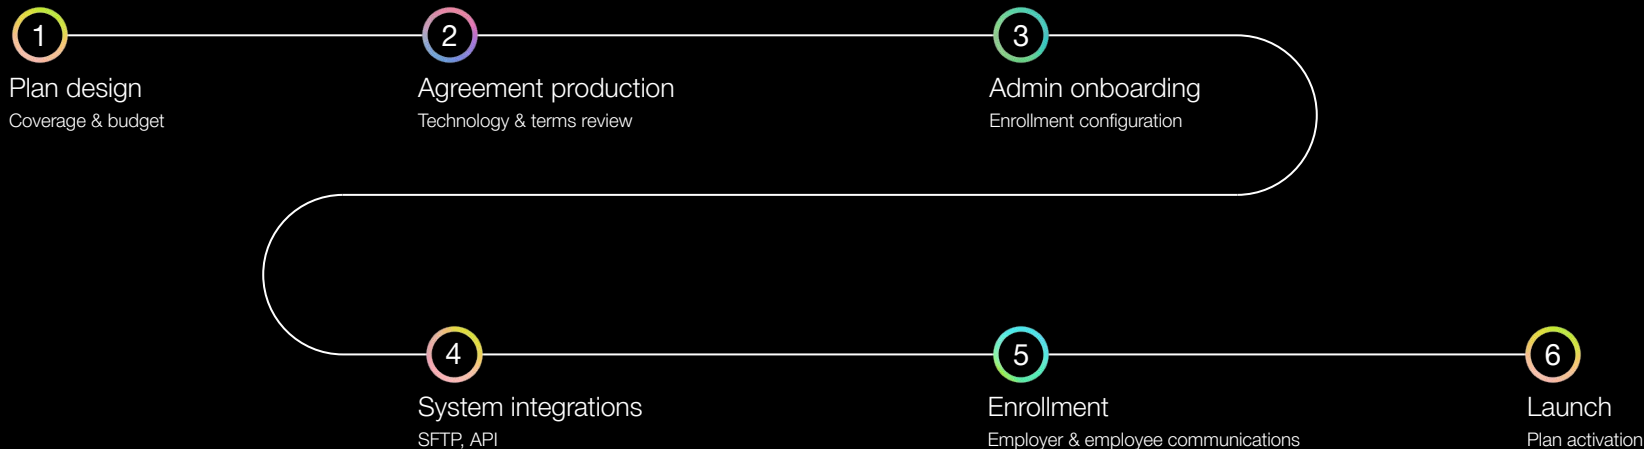 1
Plan design
Coverage & budget
2
Agreement production
Technology & terms review
3
Admin onboarding
Enrollment configuration
4
System integrations
SFTP, API
5
Enrollment
Employer & employee communications
6
Launch
Plan activation